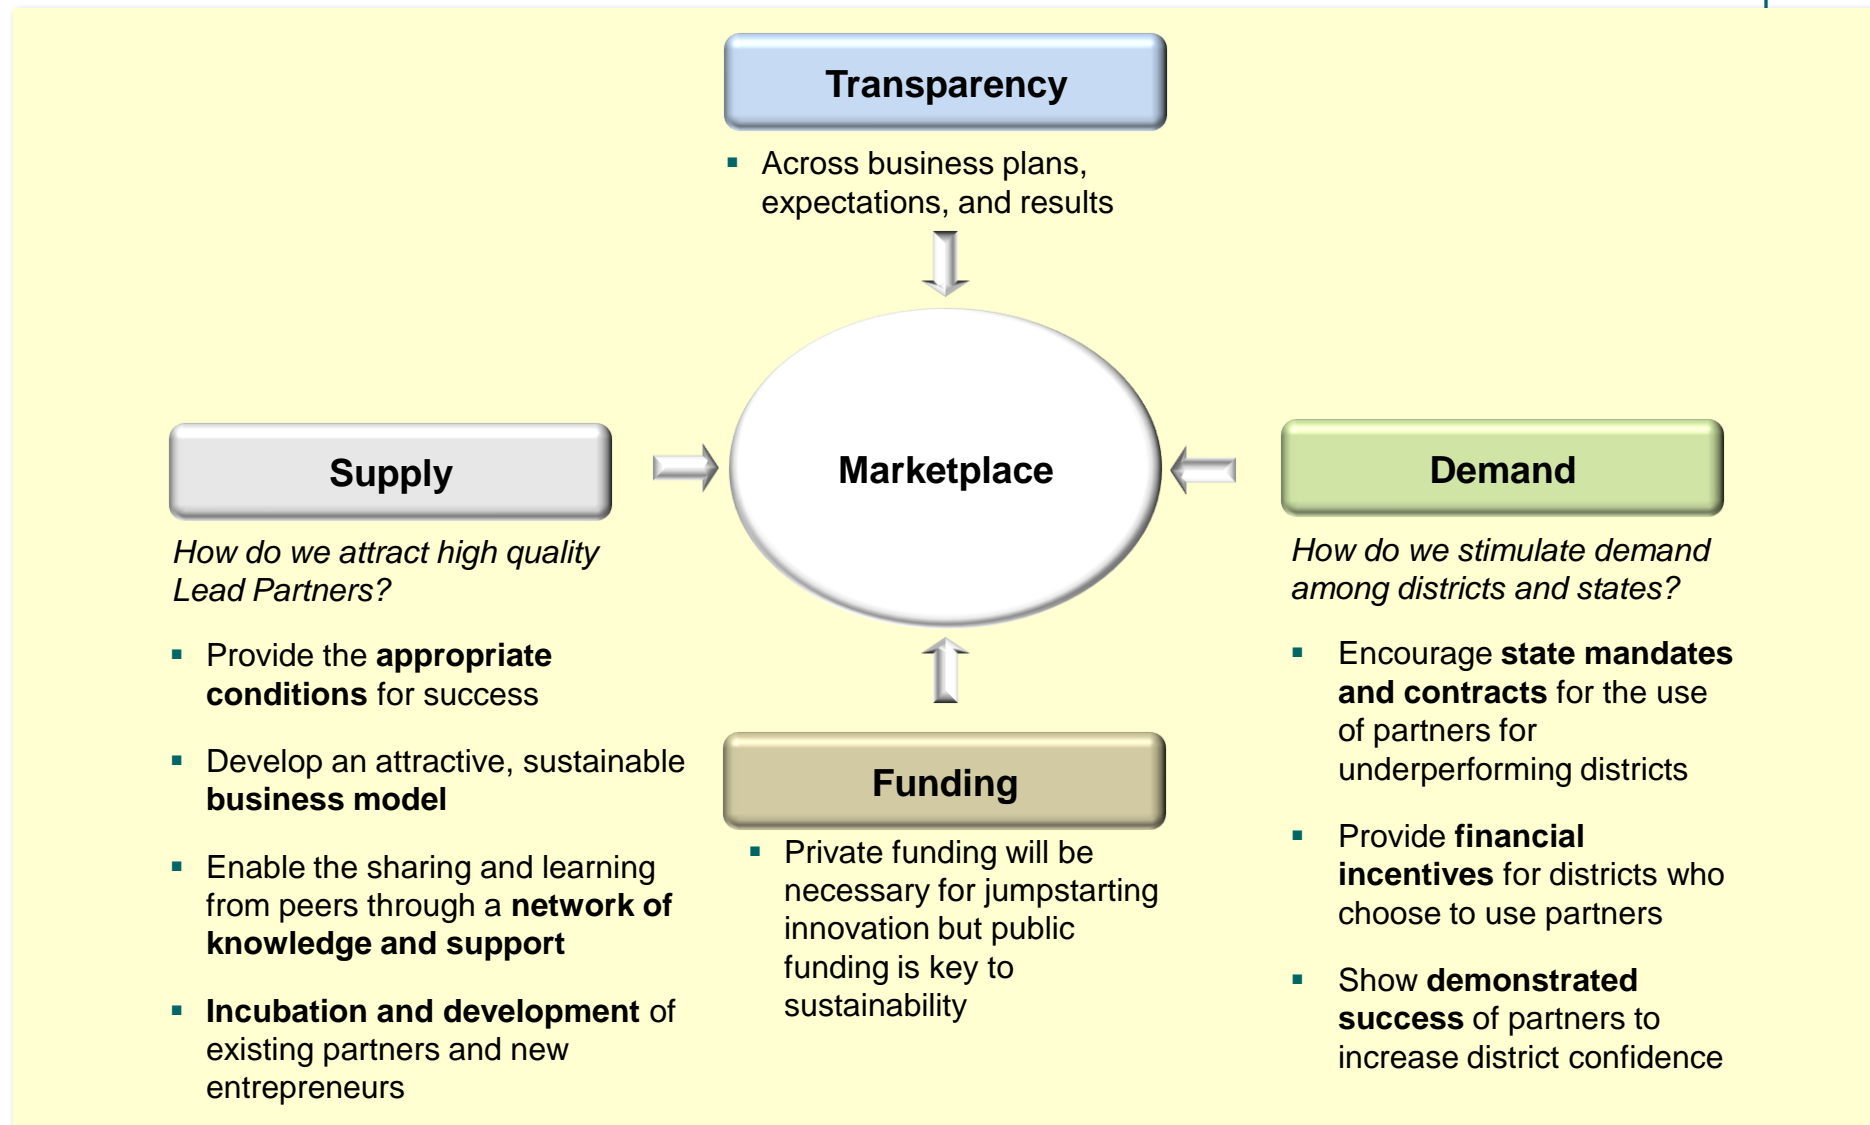 Transparency
Across business plans,
expectations, and results
Marketplace
Supply
How do we attract high quality
Lead Partners?
Provide the appropriate
conditions for success
Develop an attractive, sustainable
business model
Enable the sharing and learning
from peers through a network of
knowledge and support
Incubation and development of
existing partners and new
entrepreneurs
Funding
Private funding will be
necessary for jumpstarting
innovation but public
funding is key to
sustainability
Demand
How do we stimulate demand
among districts and states?
Encourage state mandates
and contracts for the use
of partners for
underperforming districts
Provide financial
incentives for districts who
choose to use partners
Show demonstrated
success of partners to
increase district confidence